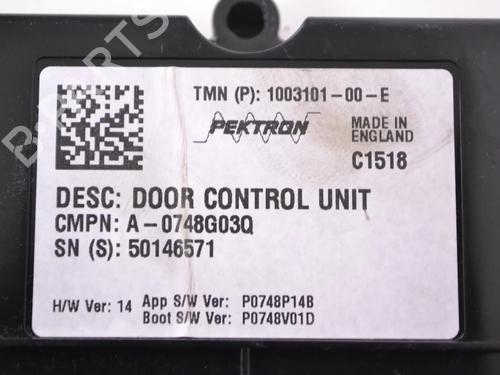 TMN (P): 1003101-00-E
PEKTRON
MADE IN
ENGLAND
C1518
DESC: DOOR CONTROL UNIT
CMPN: A-0748G03Q
SN (S): 50146571
H/W Ver: 14
App S/W Ver: P0748P14B
Boot S/W Ver: P0748V01D